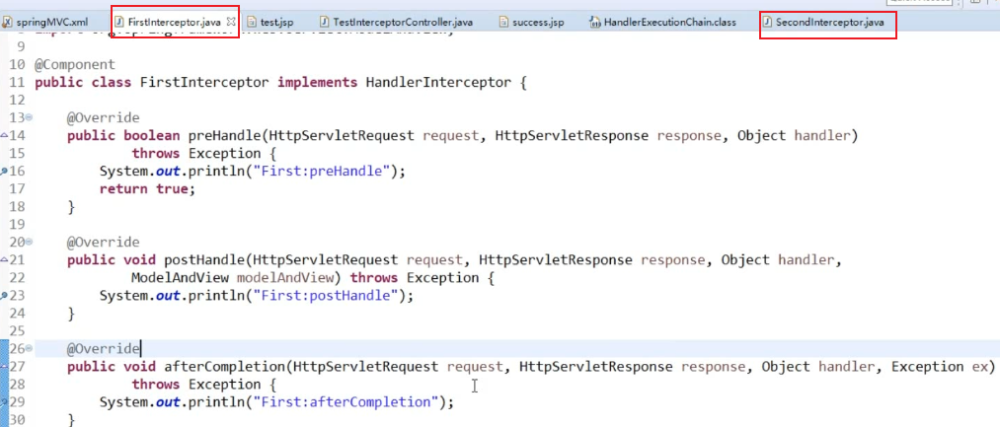 springMVC.xml FirstInterceptor.java test.jsp TestInterceptorController.java success.jsp HandlerExecutionChain.class SecondInterceptor.java
9
10 @Component
11 public class FirstInterceptor implements HandlerInterceptor {
12
13 @Override
14 public boolean preHandle(HttpServletRequest request, HttpServletResponse response, Object handler)
15 throws Exception {
16 System.out.println("First:preHandle");
17 return true;
18 }
19
20 @Override
21 public void postHandle(HttpServletRequest request, HttpServletResponse response, Object handler,
22 ModelAndView modelAndView) throws Exception {
23 System.out.println("First:postHandle");
24 }
25
26 @Override
27 public void afterCompletion(HttpServletRequest request, HttpServletResponse response, Object handler, Exception ex)
28 throws Exception {
29 System.out.println("First:afterCompletion");
30 }